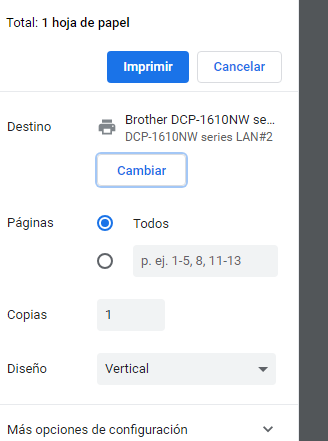 Total: 1 hoja de papel
Imprimir Cancelar
Destino Brother DCP-1610NW se...
DCP-1610NW series LAN#2
Cambiar
Páginas Todos
p. ej. 1-5, 8, 11-13
Copias 1
Diseño Vertical
Más opciones de configuración